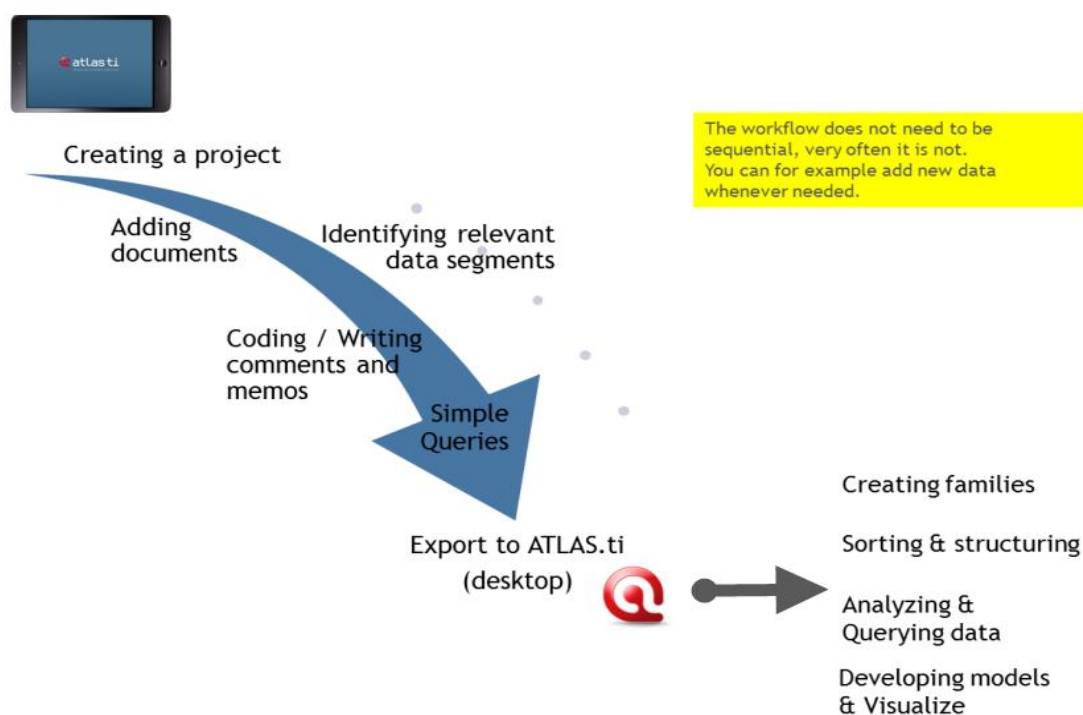 atlas ti
Creating a project
The workflow does not need to be
sequential, very often it is not.
You can for example add new data
whenever needed.
Adding
documents
Identifying relevant
data segments
Coding / Writing
comments and
memos
Simple
Queries
Export to ATLAS.ti
(desktop)
Creating families
Sorting & structuring
Analyzing &
Querying data
Developing models
& Visualize